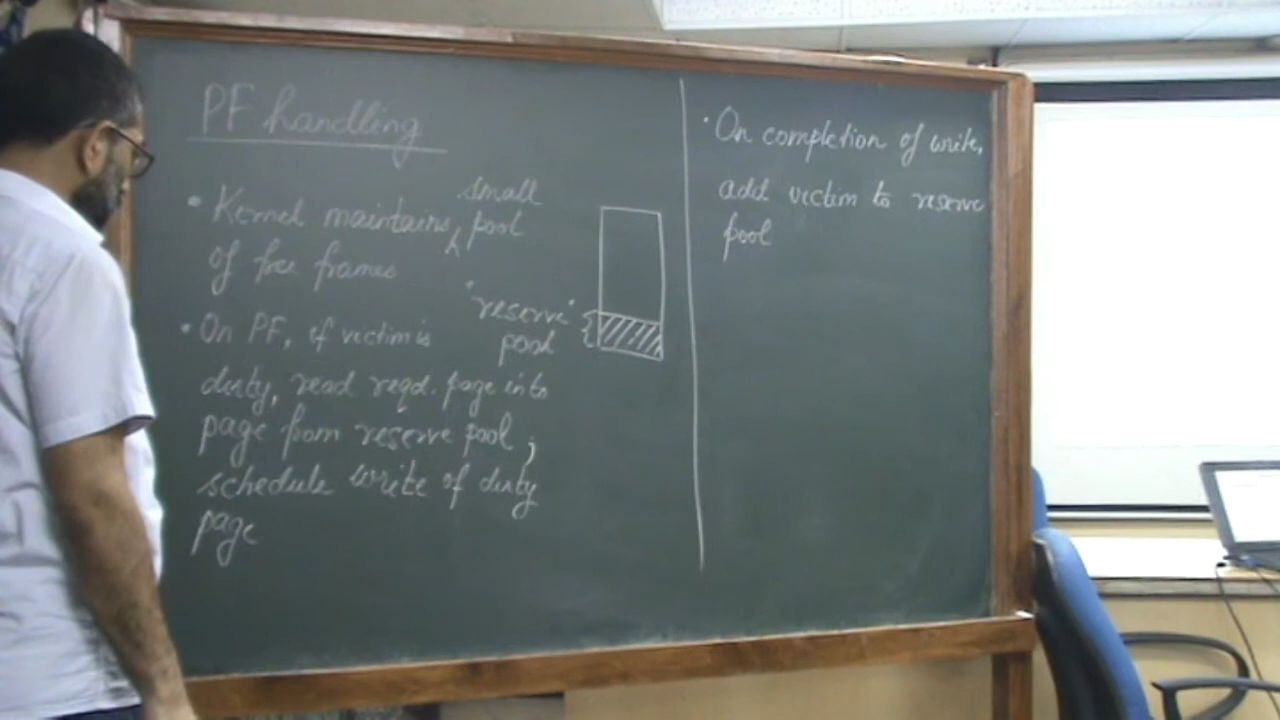 PF handling
• Kernel maintains small pool
of free frames
• On PF, if victim is
dirty, read reqd. page into
page from reserve pool ;
schedule write of dirty
page
"reserve"
pool
• On completion of write,
add victim to reserve
pool